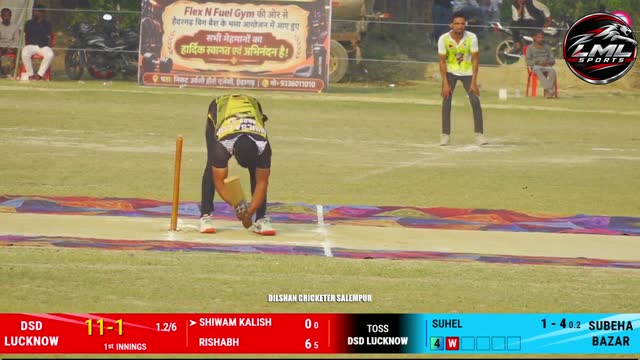 Flex N Fuel Gym की ओर से
हैदरगढ़ बिग बैश के भव्य आयोजन में
सभी मेहमानों का
हार्दिक स्वागत एवं अभिनन्दन है!
LML
SPORTS
DILSHAN CRICKETER SALEMPUR
DSD LUCKNOW
11-1
1.2/6
1st INNINGS
SHIWAM KALISH 0 0
RISHABH 6 5
TOSS
DSD LUCKNOW
SUHEL 1 - 4 0.2
4 W
SUBEHA BAZAR